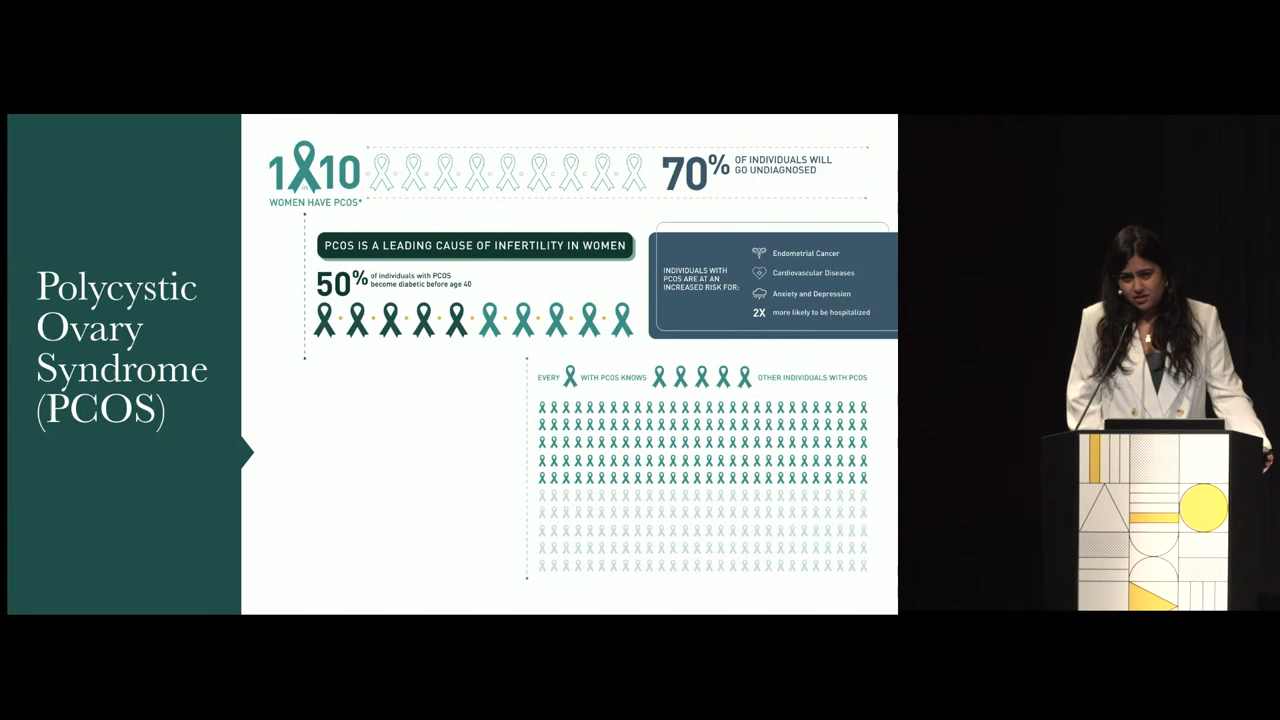 Polycystic
Ovary
Syndrome
(PCOS)
1 10
WOMEN HAVE PCOS*
70% OF INDIVIDUALS WILL
GO UNDIAGNOSED
PCOS IS A LEADING CAUSE OF INFERTILITY IN WOMEN
50% of individuals with PCOS
become diabetic before age 40
INDIVIDUALS WITH
PCOS ARE AT AN
INCREASED RISK FOR:
Endometrial Cancer
Cardiovascular Diseases
Anxiety and Depression
2X more likely to be hospitalized
EVERY WITH PCOS KNOWS OTHER INDIVIDUALS WITH PCOS